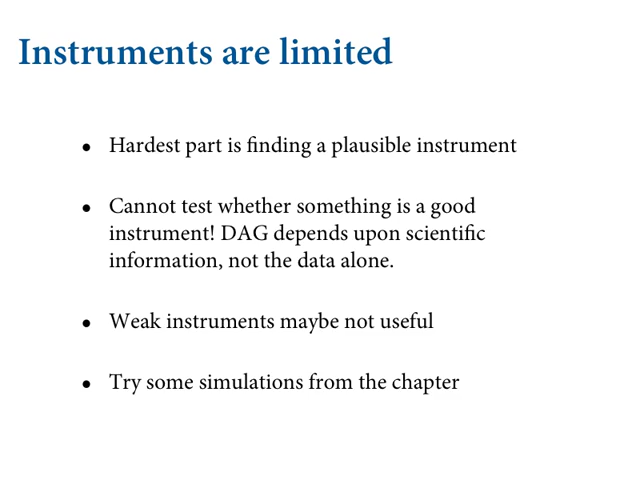 Instruments are limited
• Hardest part is finding a plausible instrument
• Cannot test whether something is a good
instrument! DAG depends upon scientific
information, not the data alone.
• Weak instruments maybe not useful
• Try some simulations from the chapter